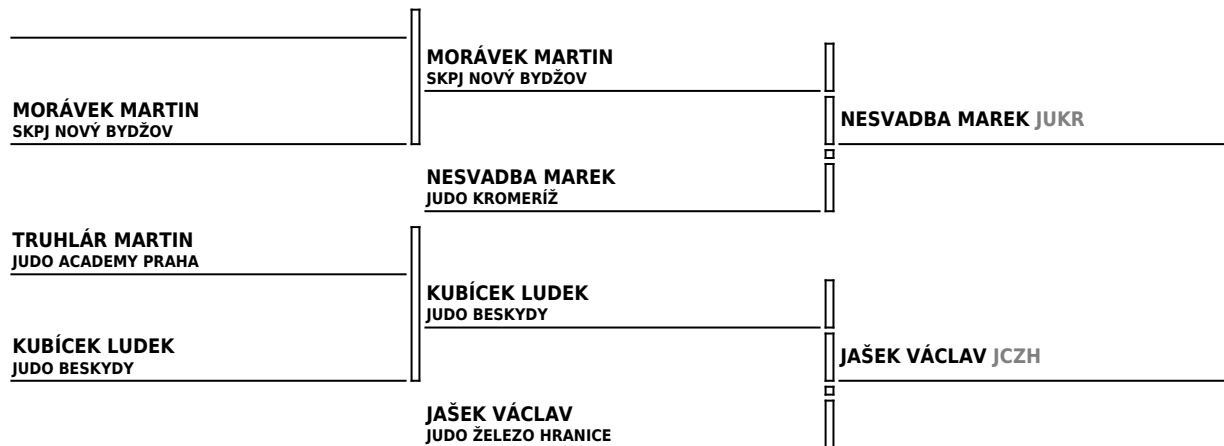 MORÁVEK MARTIN
SKPJ NOVÝ BYDŽOV
MORÁVEK MARTIN
SKPJ NOVÝ BYDŽOV
NESVADBA MAREK JUKR
NESVADBA MAREK
JUDO KROMERÍŽ
TRUHLÁR MARTIN
JUDO ACADEMY PRAHA
KUBÍCEK LUDEK
JUDO BESKYDY
KUBÍCEK LUDEK
JUDO BESKYDY
JAŠEK VÁCLAV JCZH
JAŠEK VÁCLAV
JUDO ŽELEZO HRANICE